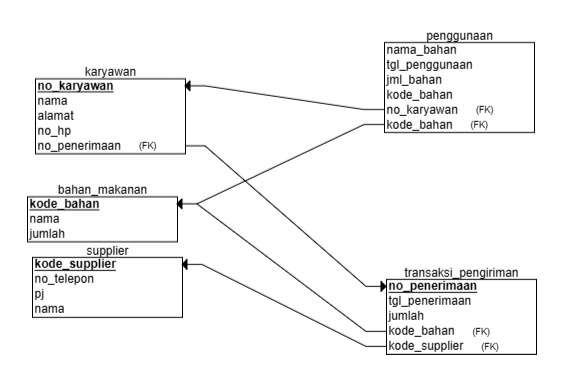 penggunaan
nama_bahan
tgl_penggunaan
jml_bahan
kode_bahan
no_karyawan (FK)
kode_bahan (FK)
karyawan
no_karyawan
nama
alamat
no_hp
no_penerimaan (FK)
bahan_makanan
kode_bahan
nama
jumlah
supplier
kode_supplier
no_telepon
pj
nama
transaksi_pengiriman
no_penerimaan
tgl_penerimaan
jumlah
kode_bahan (FK)
kode_supplier (FK)